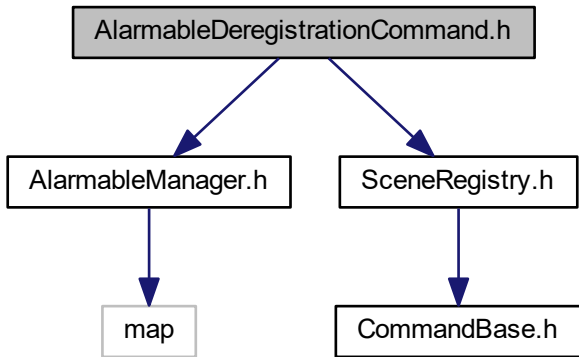 AlarmableDeregistrationCommand.h
AlarmableManager.h
SceneRegistry.h
map
CommandBase.h